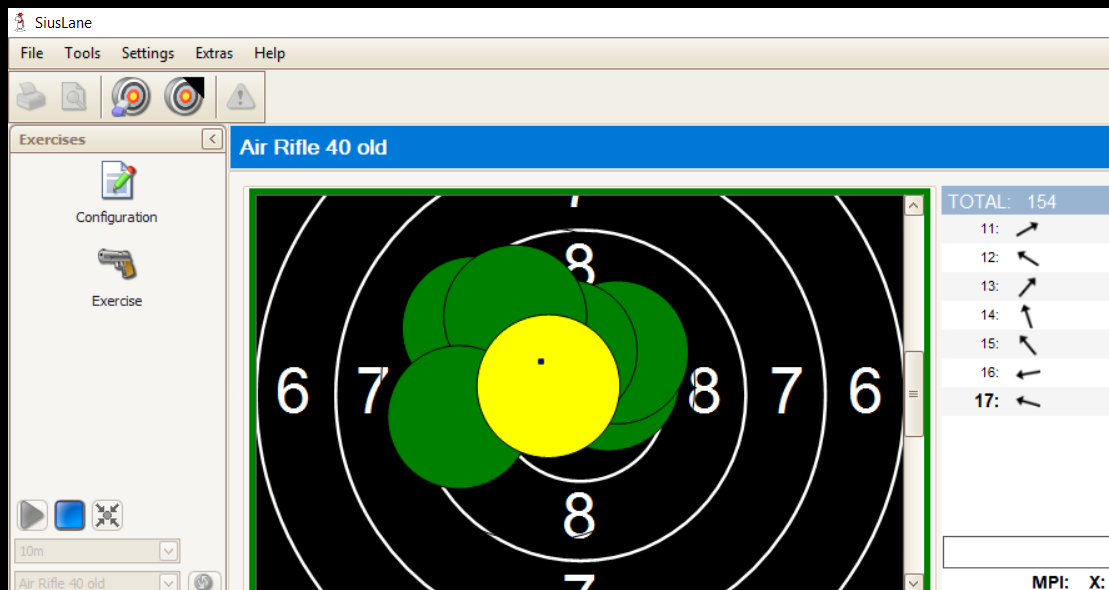 SiusLane
File Tools Settings Extras Help
Exercises
Air Rifle 40 old
Configuration
Exercise
10m
Air Rifle 40 old
7
8
6 7 8 7 6
8
7
TOTAL: 154
11:
12:
13:
14:
15:
16:
17:
MPI: X: